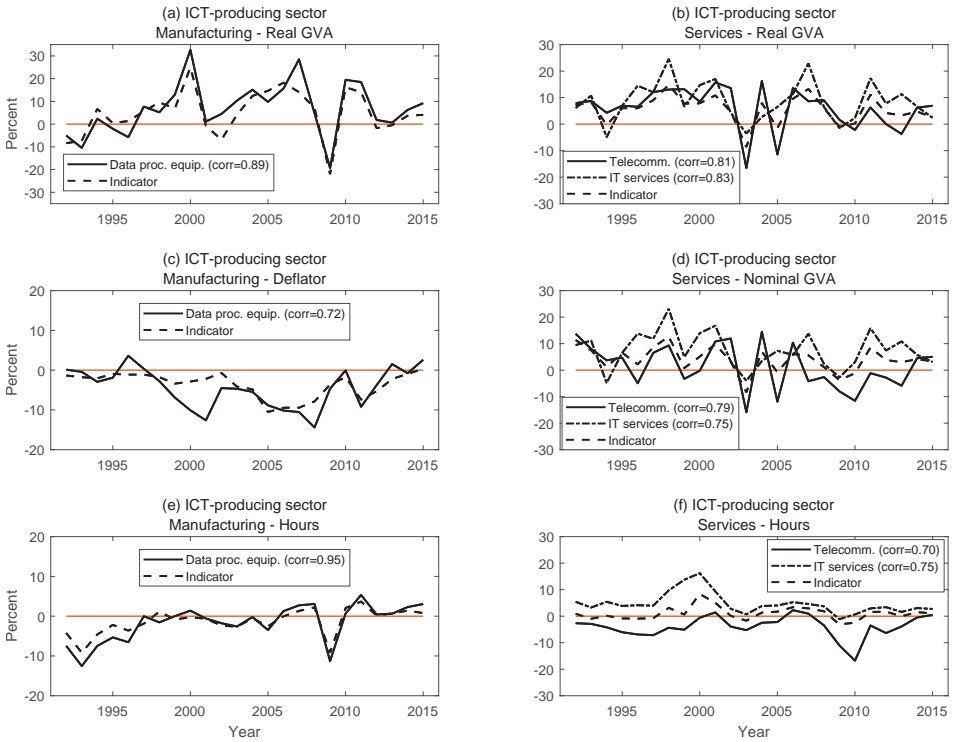 (a) ICT-producing sector
Manufacturing - Real GVA
Percent
30
20
10
0
-10
-20
-30
Data proc. equip. (corr=0.89)
Indicator
1995
2000
2005
2010
2015
(b) ICT-producing sector
Services - Real GVA
30
20
10
0
-10
-20
-30
Telecomm. (corr=0.81)
IT services (corr=0.83)
Indicator
1995
2000
2005
2010
2015
(c) ICT-producing sector
Manufacturing - Deflator
Percent
20
10
0
-10
-20
Data proc. equip. (corr=0.72)
Indicator
1995
2000
2005
2010
2015
(d) ICT-producing sector
Services - Nominal GVA
30
20
10
0
-10
-20
-30
Telecomm. (corr=0.79)
IT services (corr=0.75)
Indicator
1995
2000
2005
2010
2015
(e) ICT-producing sector
Manufacturing - Hours
Percent
20
10
0
-10
-20
Data proc. equip. (corr=0.95)
Indicator
1995
2000
2005
2010
2015
Year
(f) ICT-producing sector
Services - Hours
30
20
10
0
-10
-20
-30
Telecomm. (corr=0.70)
IT services (corr=0.75)
Indicator
1995
2000
2005
2010
2015
Year